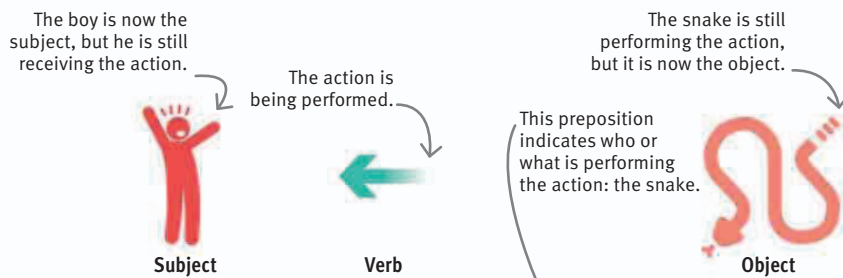 The boy is now the
subject, but he is still
receiving the action.
The action is
being performed.
This preposition
indicates who or
what is performing
the action: the snake.
The snake is still
performing the action,
but it is now the object.
Subject
Verb
Object